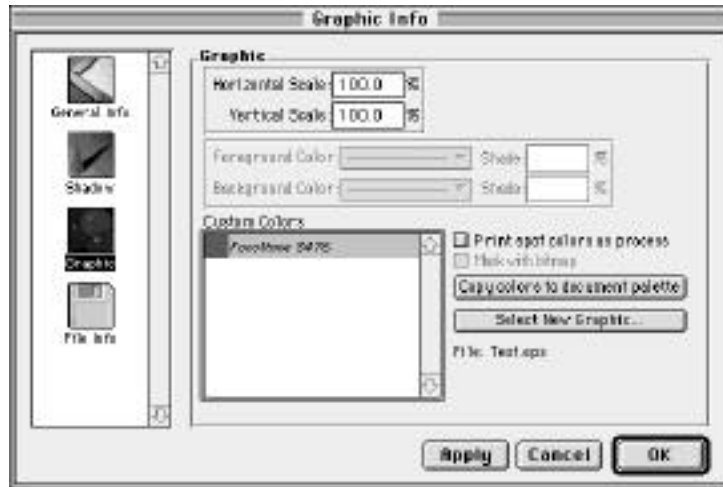 Graphic Info
General Info
Shadow
Graphic
File Info
Graphic
Horizontal Scale: 100.0 %
Vertical Scale: 100.0 %
Foreground Color: Shade: %
Background Color: Shade: %
Custom Colors
Print spot colors as process
Mask with bitmap
Copy colors to document palette
Select New Graphic...
File: Test.eps
Apply
Cancel
OK